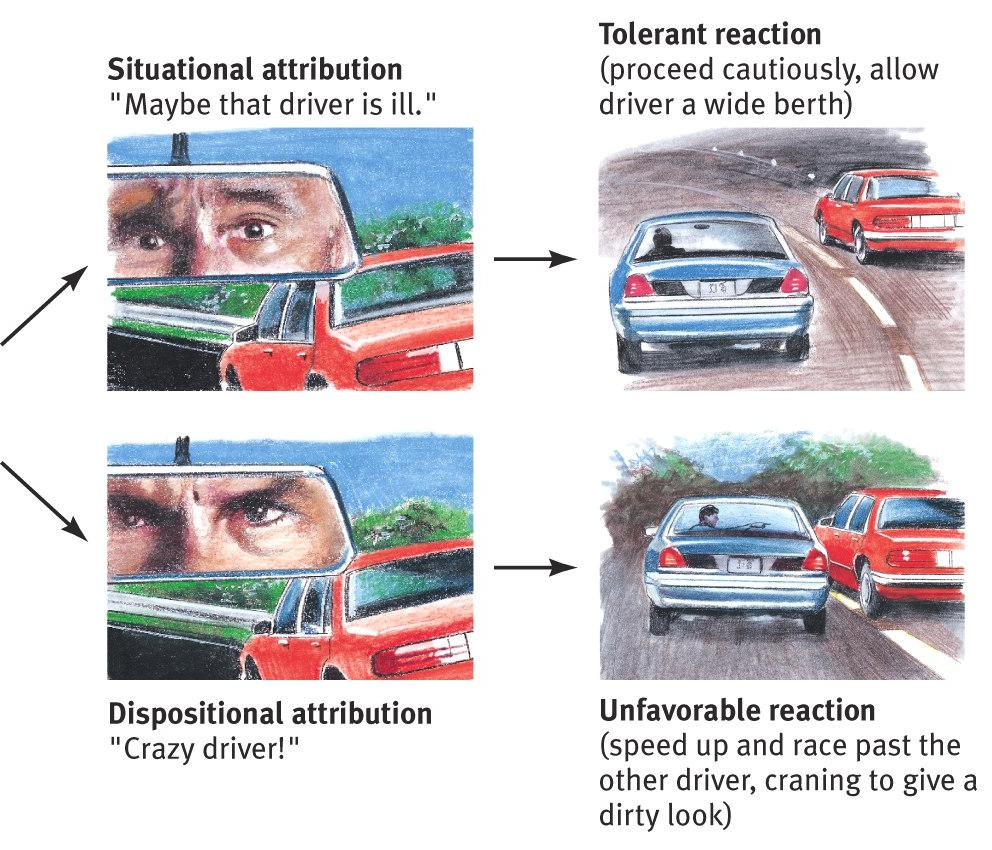 Situational attribution
"Maybe that driver is ill."
Tolerant reaction
(proceed cautiously, allow
driver a wide berth)
Dispositional attribution
"Crazy driver!"
Unfavorable reaction
(speed up and race past the
other driver, craning to give a
dirty look)